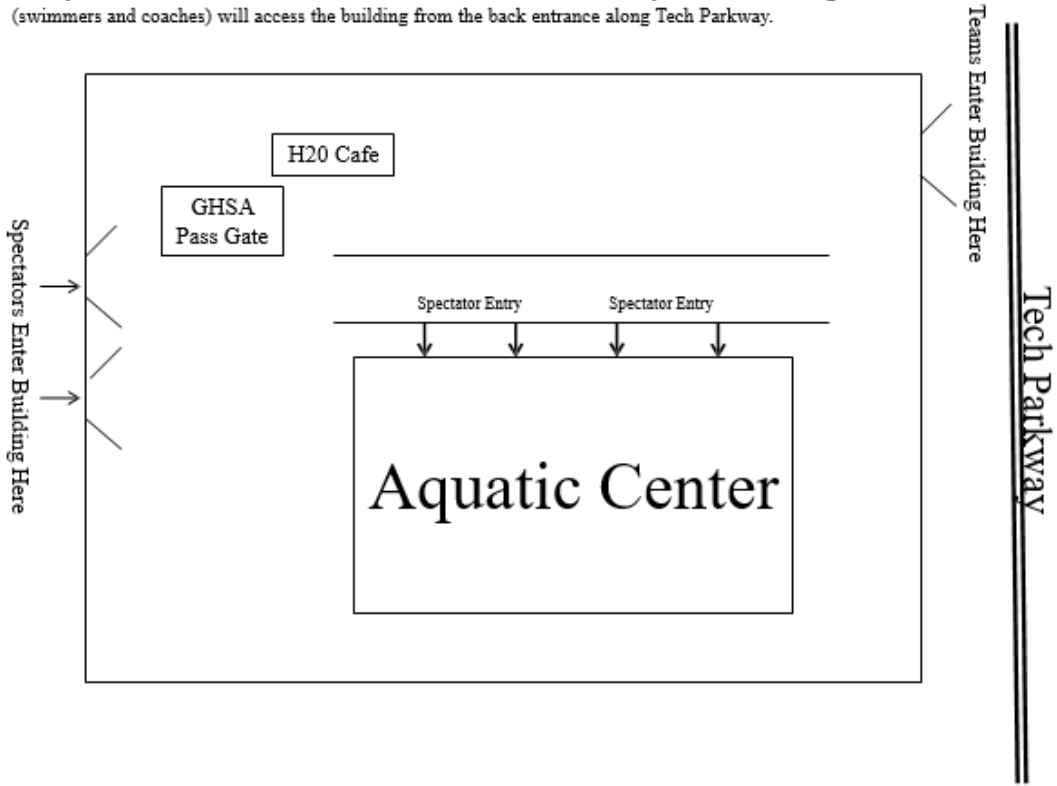 (swimmers and coaches) will access the building from the back entrance along Tech Parkway.
Teams Enter Building Here
H20 Cafe
GHSA
Pass Gate
Spectators Enter Building Here
Spectator Entry
Spectator Entry
Tech Parkway
Aquatic Center